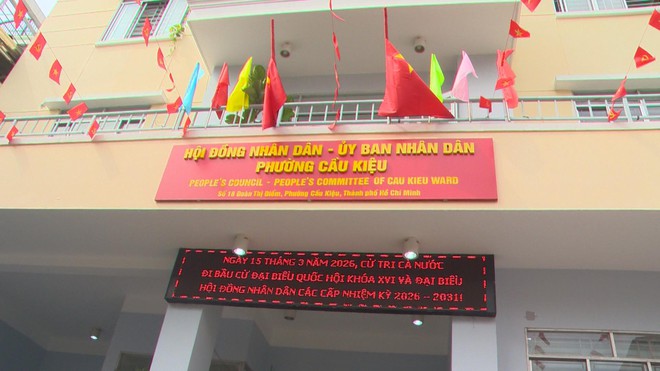 HỘI ĐỒNG NHÂN DÂN - ỦY BAN NHÂN DÂN
PHƯỜNG CẦU KIỆU
PEOPLE'S COUNCIL - PEOPLE'S COMMITTEE OF CAU KIEU WARD
Số 18 Đoàn Thị Điểm, Phường Cầu Kiệu, Thành phố Hồ Chí Minh
NGÀY 15 THÁNG 3 NĂM 2026, CỬ TRI CẢ NƯỚC
ĐI BẦU CỬ ĐẠI BIỂU QUỐC HỘI KHÓA XVI VÀ ĐẠI BIỂU
HỘI ĐỒNG NHÂN DÂN CÁC CẤP NHIỆM KỲ 2026 - 2031!